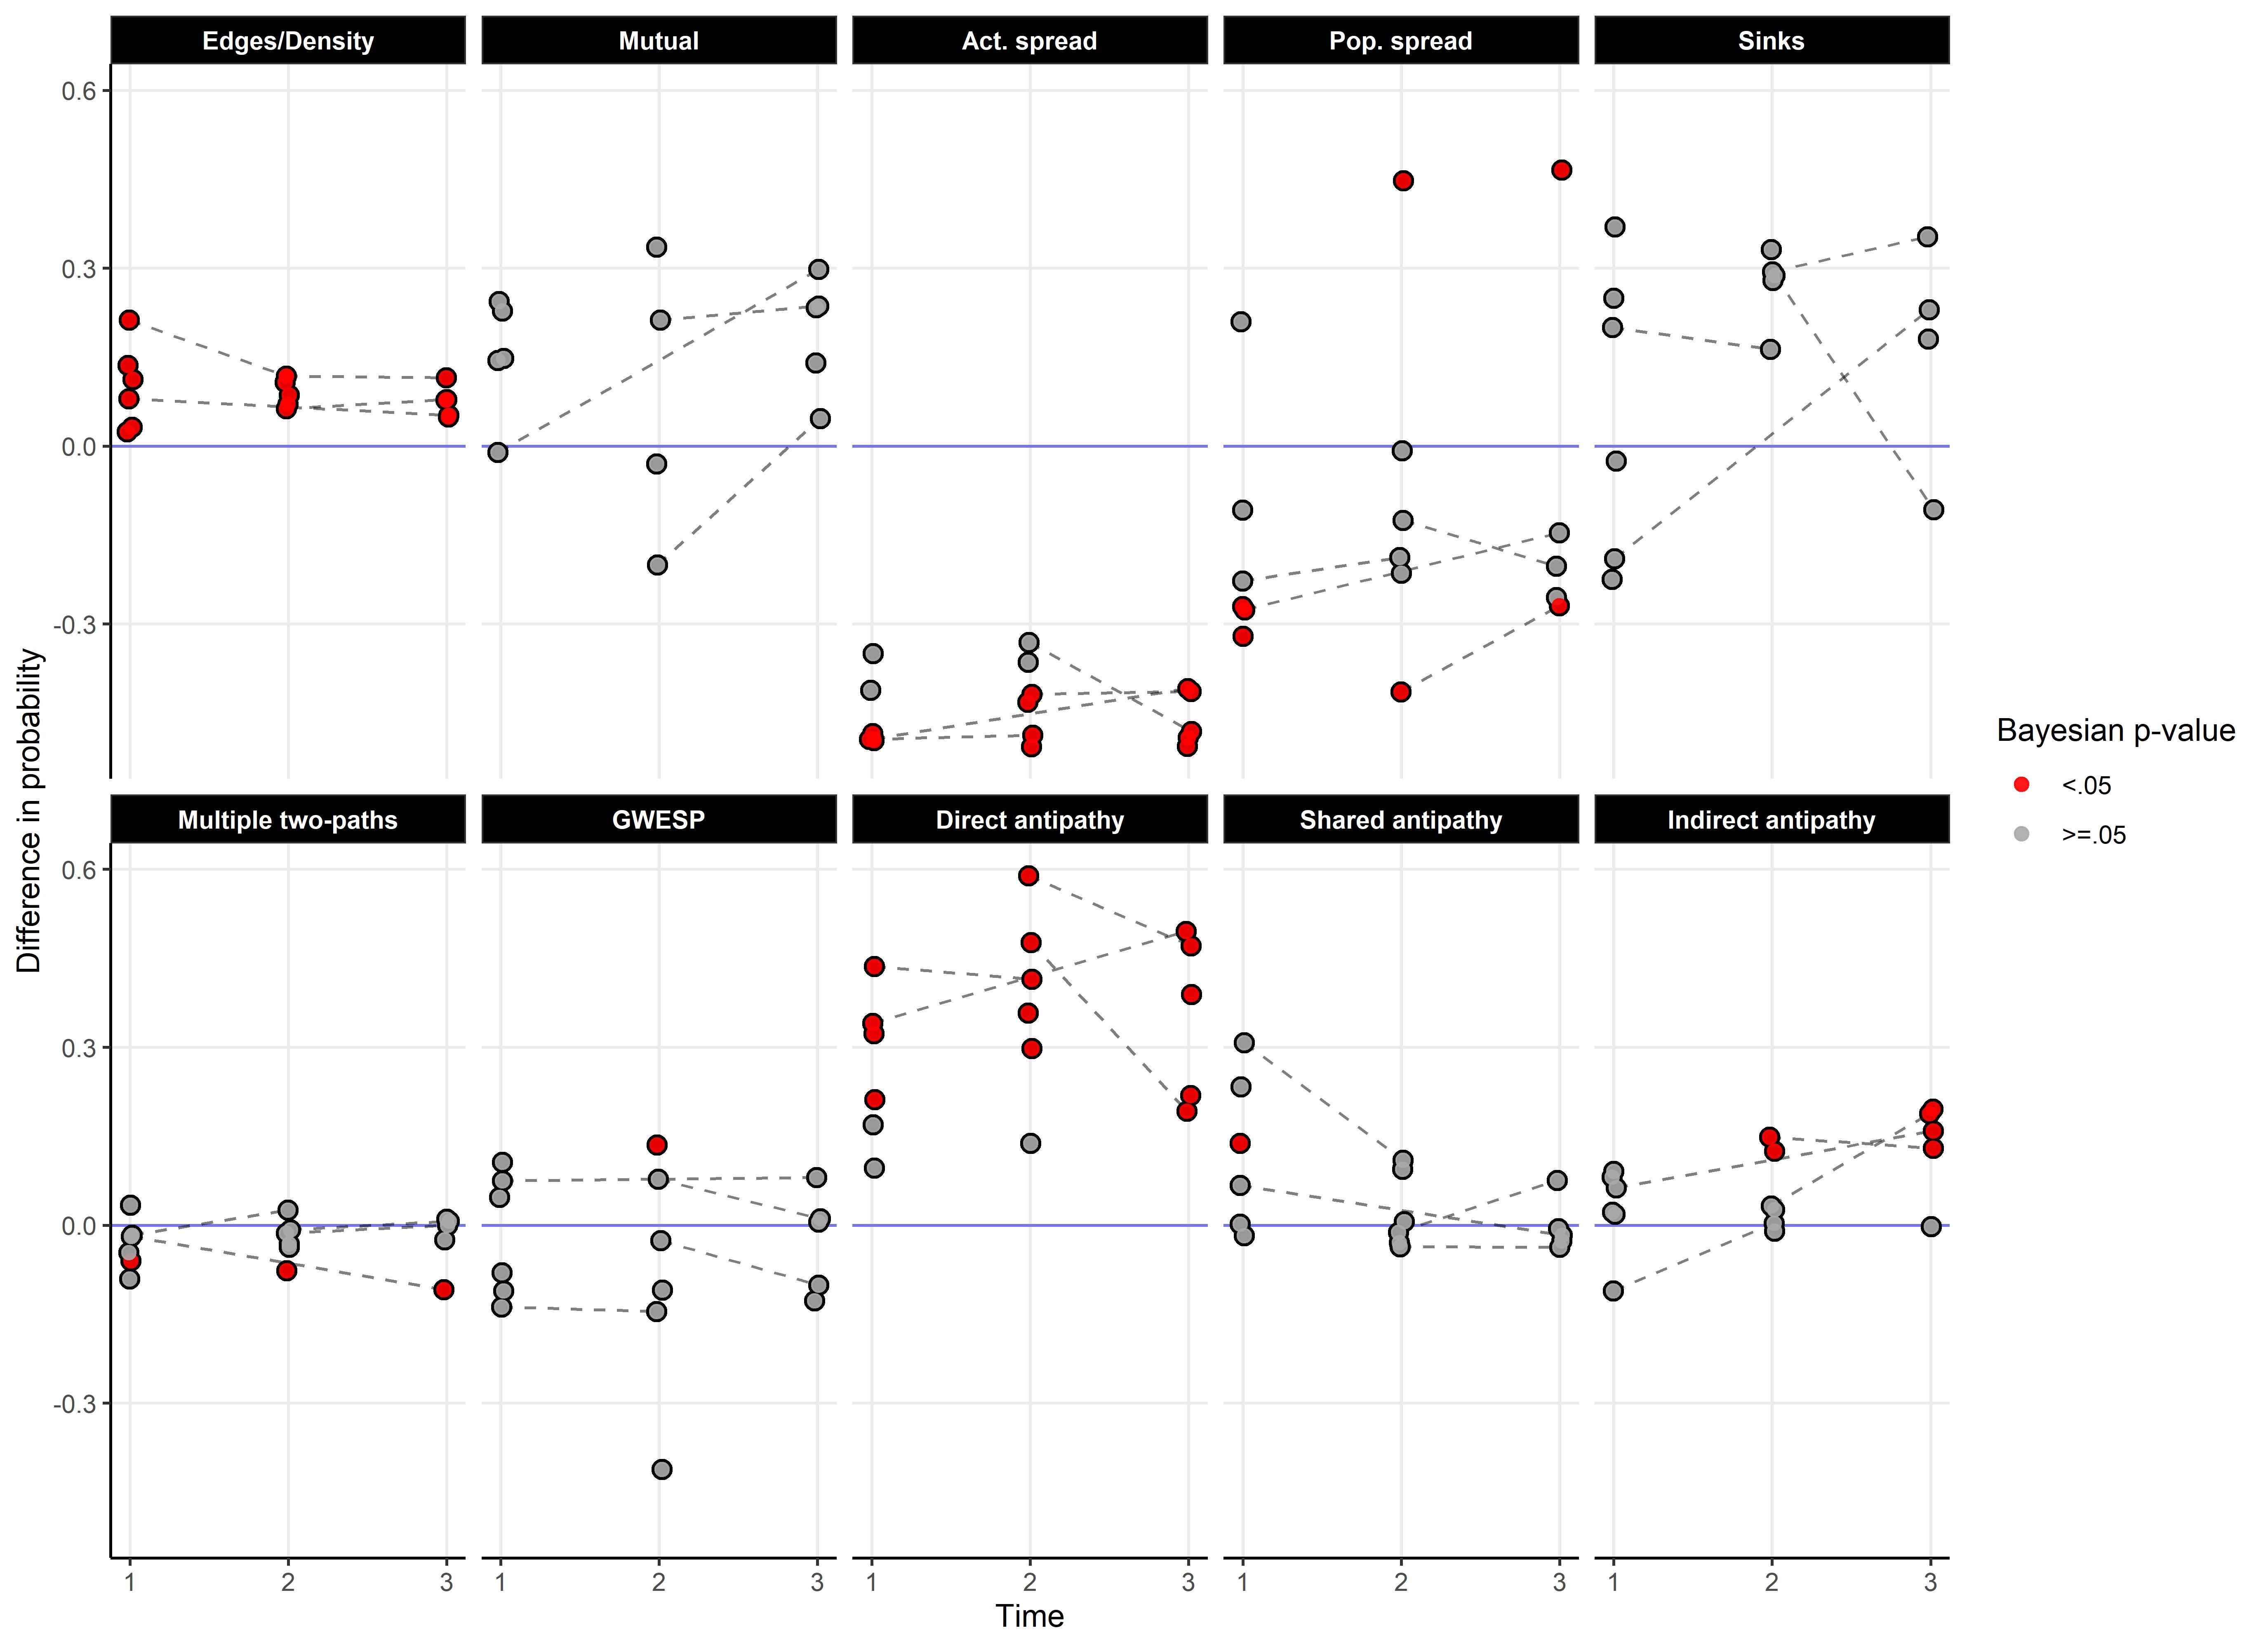 Edges/Density Mutual Act. spread Pop. spread Sinks
0.6
0.3
0.0
-0.3
Difference in probability
Bayesian p-value
<.05
>=.05
Multiple two-paths GWESP Direct antipathy Shared antipathy Indirect antipathy
0.6
0.3
0.0
-0.3
1 2 3 1 2 3 1 2 3 1 2 3 1 2 3
Time